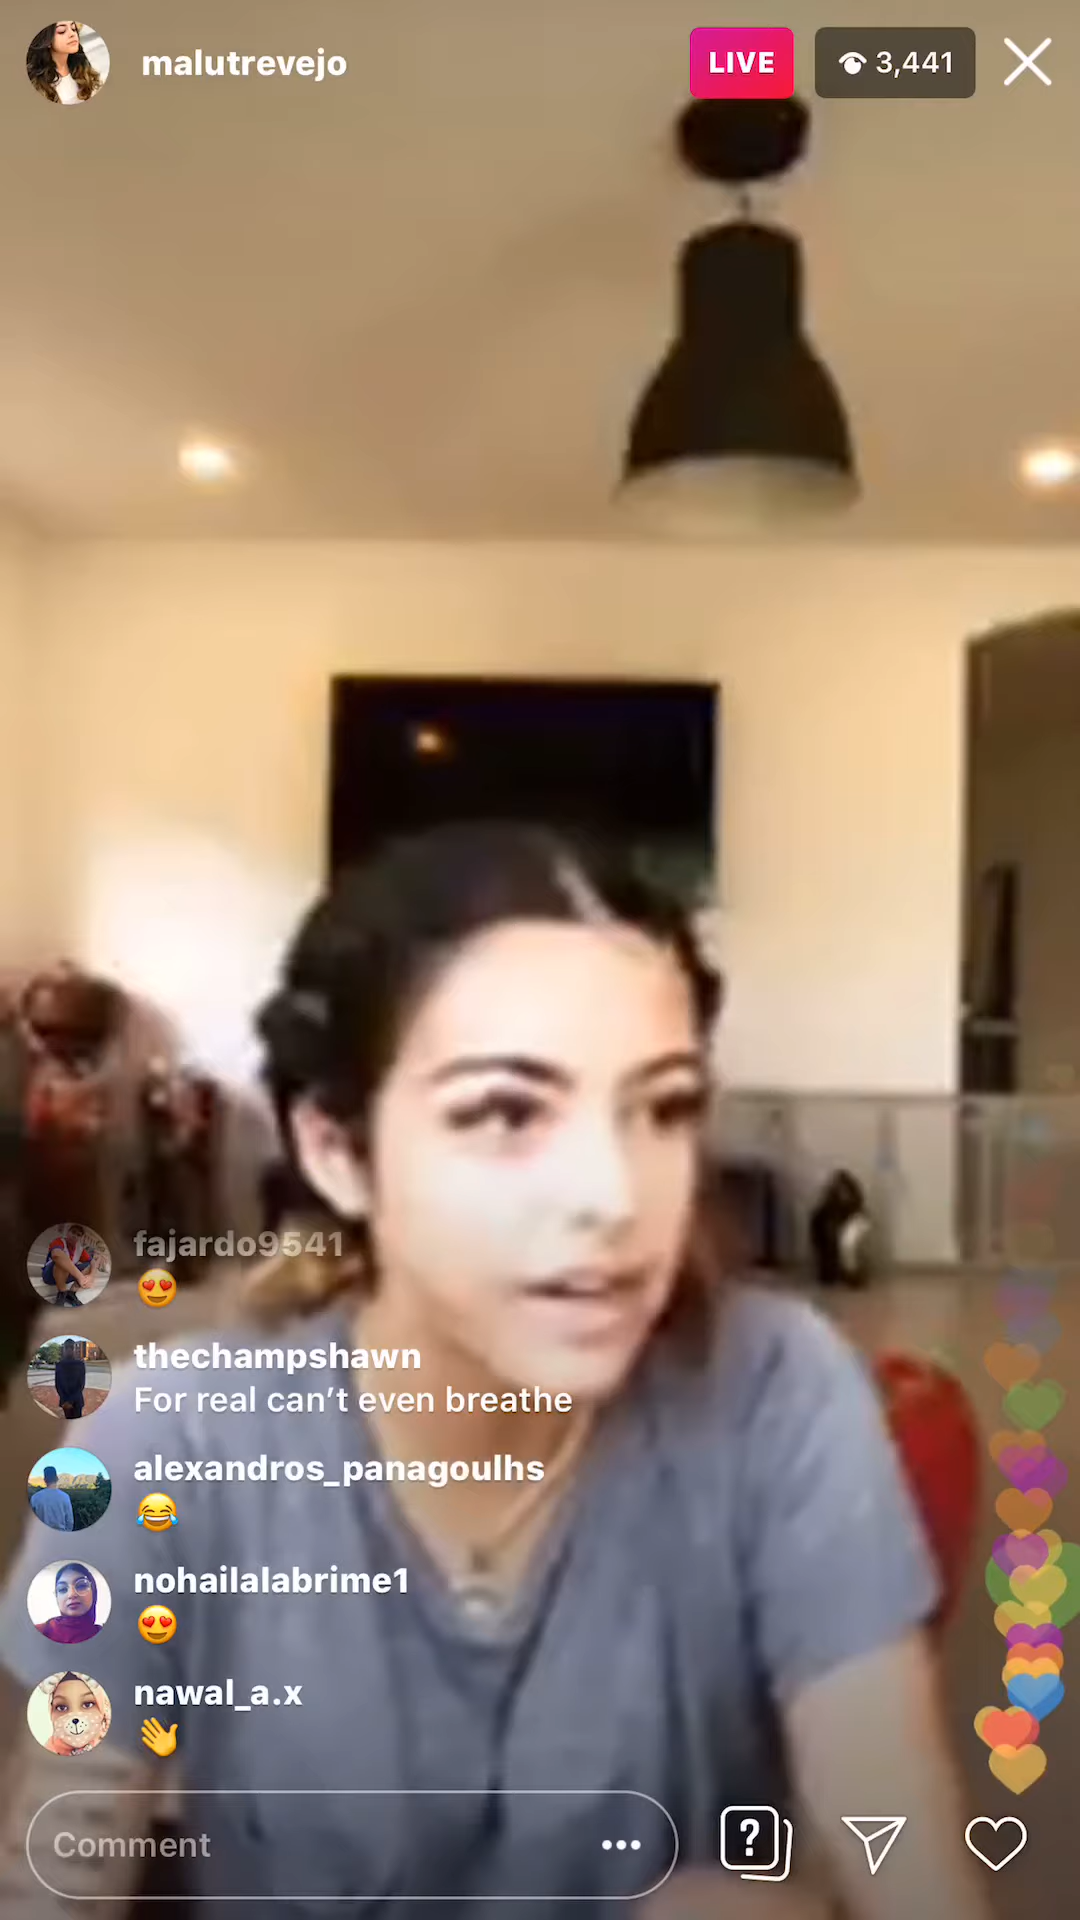 malutrevejo
LIVE
3,441
fajardo9541
😍
thechampshawn
For real can’t even breathe
alexandros_panagoulhs
😂
nohailalabrime1
😍
nawal_a.x
👋
Comment
?